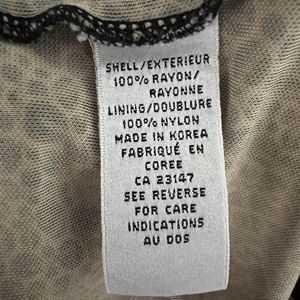 SHELL/EXTERIEUR
100% RAYON/
RAYONNE
LINING/DOUBLURE
100% NYLON
MADE IN KOREA
FABRIQUÉ EN
COREE
CA 23147
SEE REVERSE
FOR CARE
INDICATIONS
AU DOS